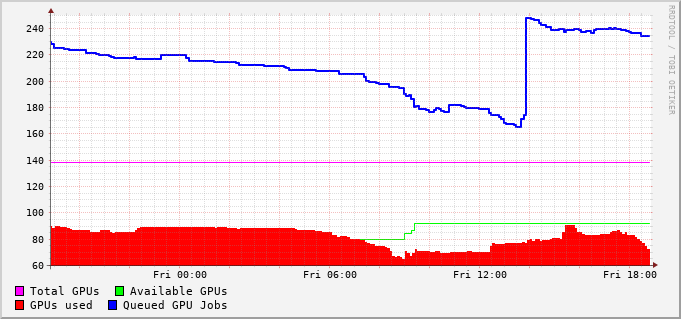 240
220
200
180
160
140
120
100
80
60
Fri 00:00 Fri 06:00 Fri 12:00 Fri 18:00
Total GPUs Available GPUs
GPUs used Queued GPU Jobs
RRDTOOL / TOBI OETIKER